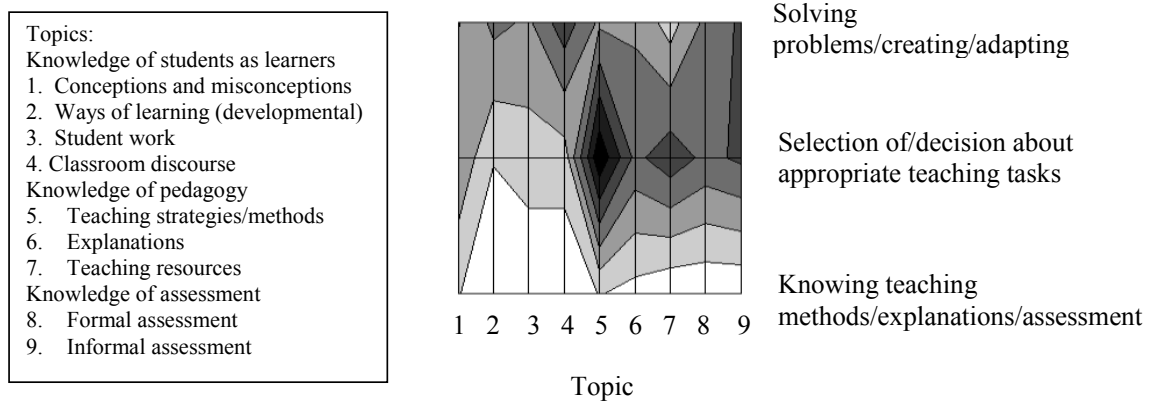 Topics:
Knowledge of students as learners
1. Conceptions and misconceptions
2. Ways of learning (developmental)
3. Student work
4. Classroom discourse
Knowledge of pedagogy
5. Teaching strategies/methods
6. Explanations
7. Teaching resources
Knowledge of assessment
8. Formal assessment
9. Informal assessment
Solving
problems/creating/adapting
Selection of/decision about
appropriate teaching tasks
Knowing teaching
methods/explanations/assessment
1 2 3 4 5 6 7 8 9
Topic